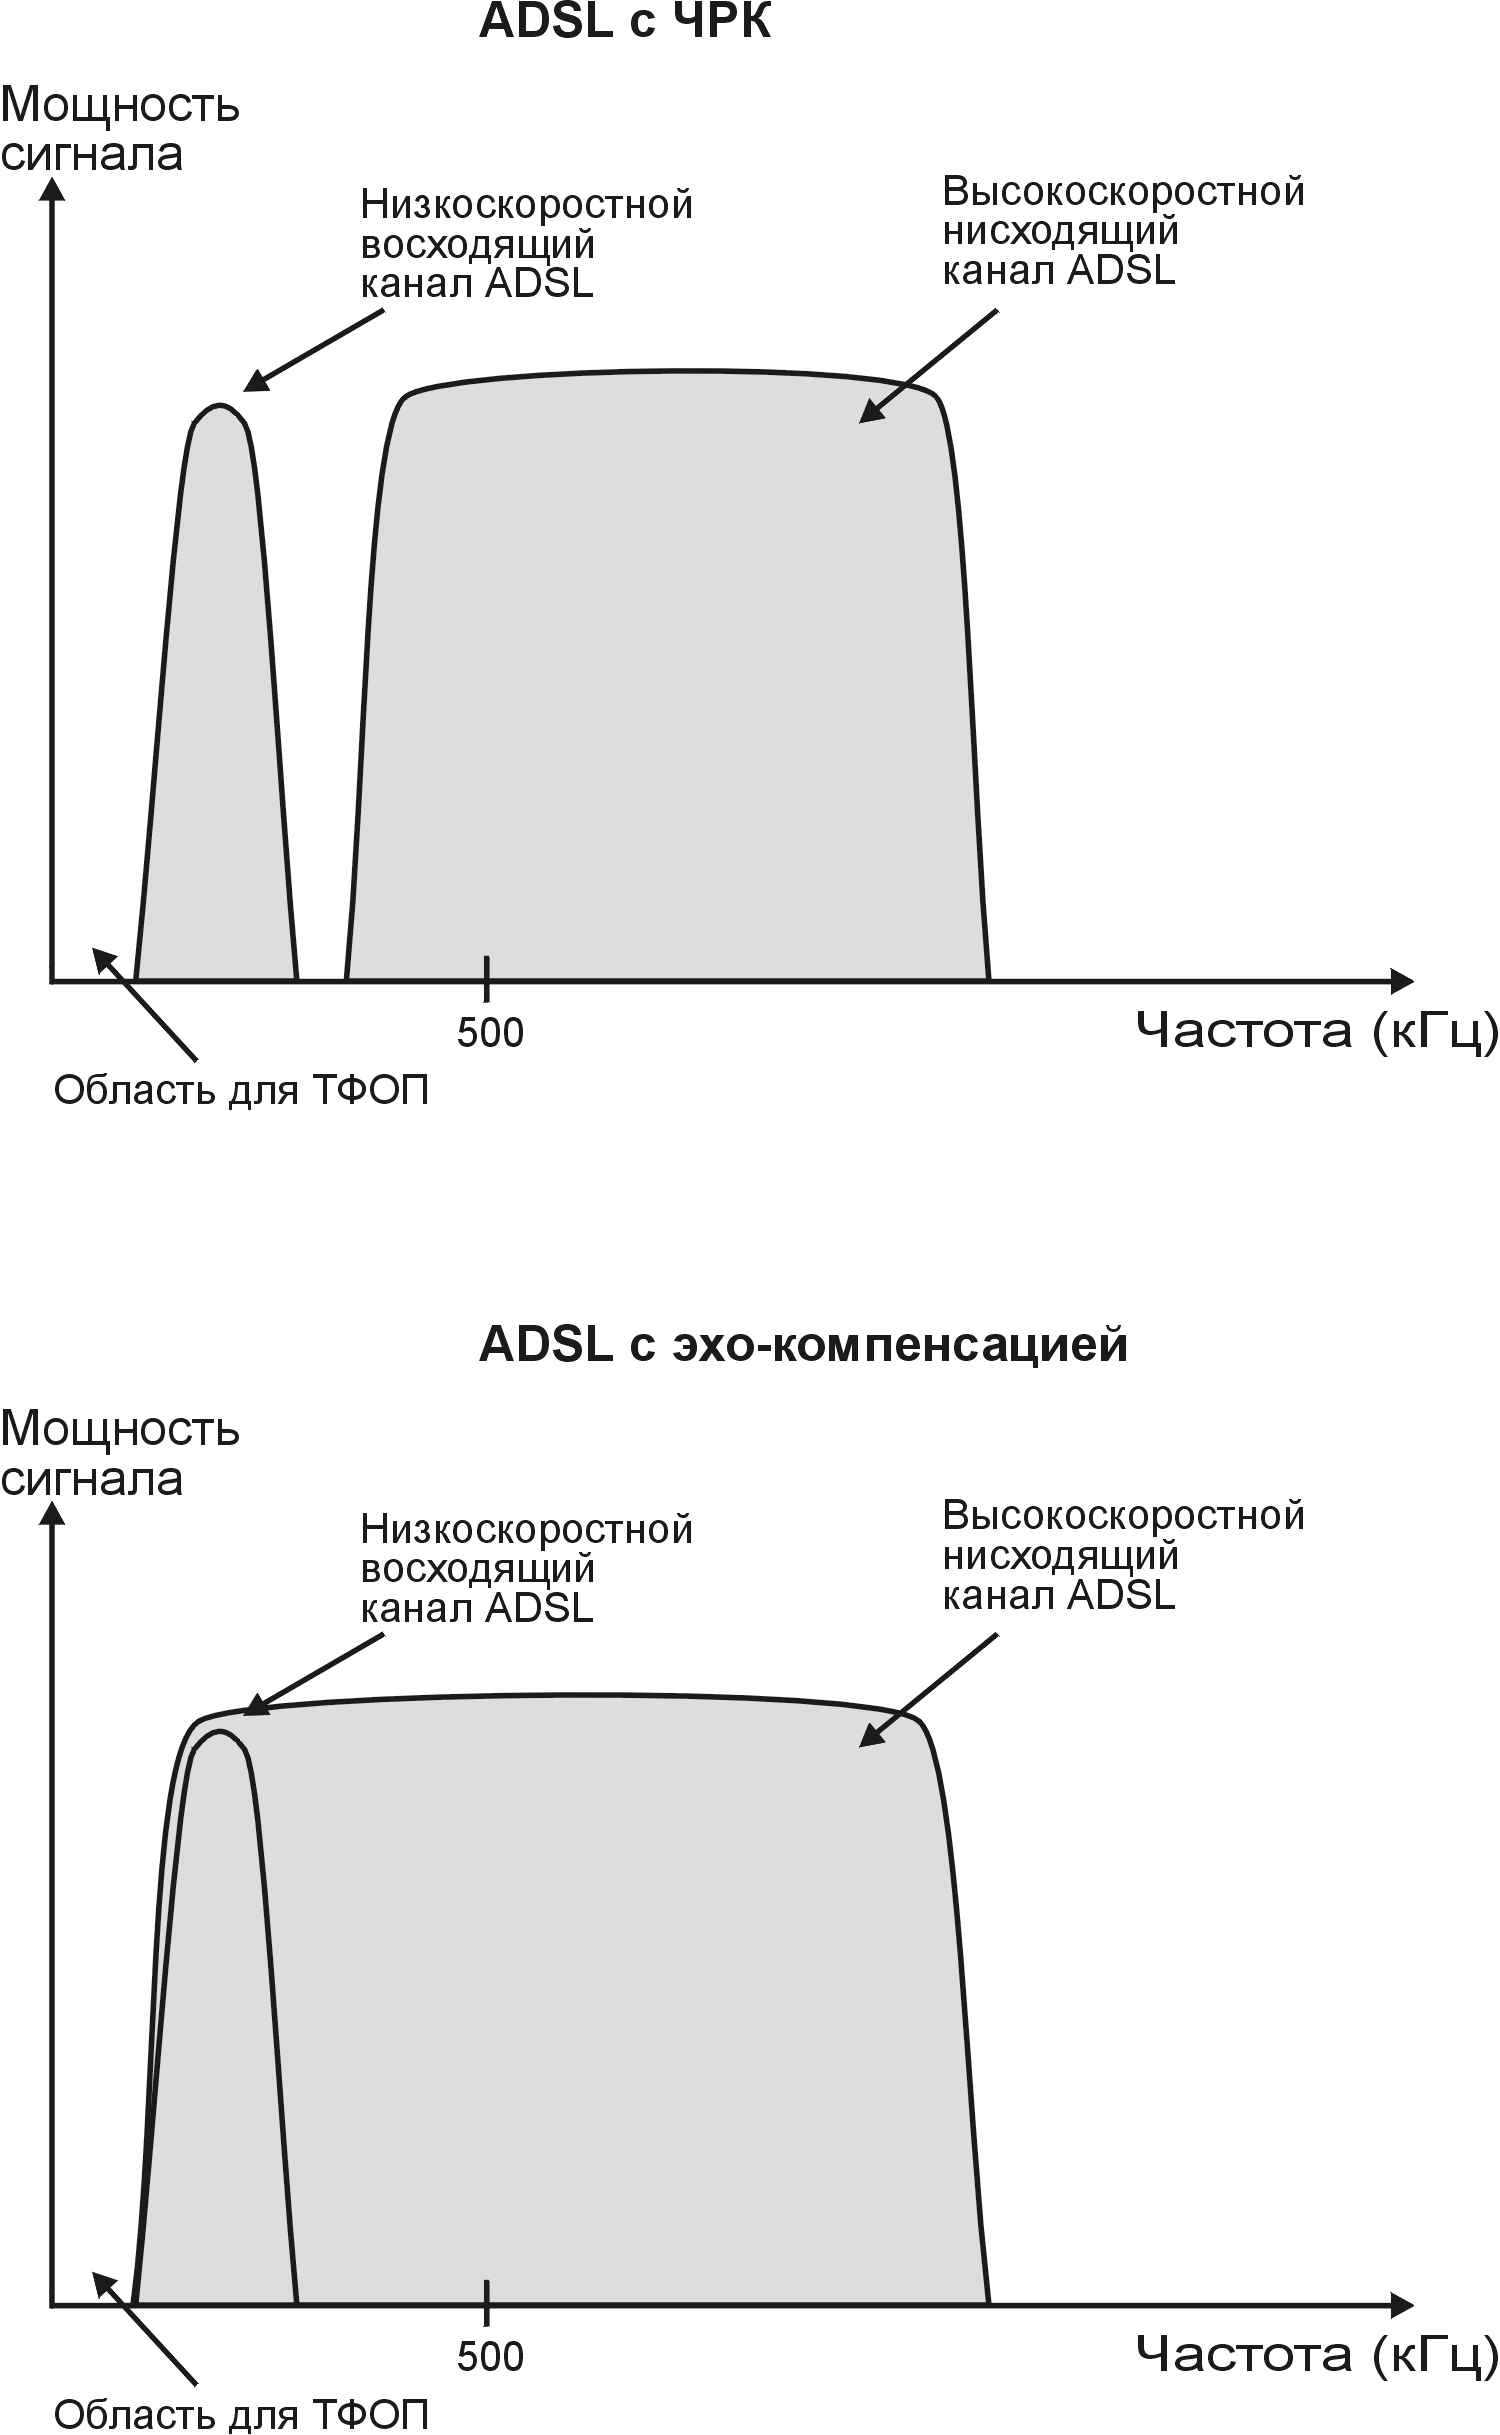 ADSL с ЧРК
Мощность
сигнала
Низкоскоростной
восходящий
канал ADSL
Высокоскоростной
нисходящий
канал ADSL
500
Частота (кГц)
Область для ТФОП
ADSL с эхо-компенсацией
Мощность
сигнала
Низкоскоростной
восходящий
канал ADSL
Высокоскоростной
нисходящий
канал ADSL
500
Частота (кГц)
Область для ТФОП